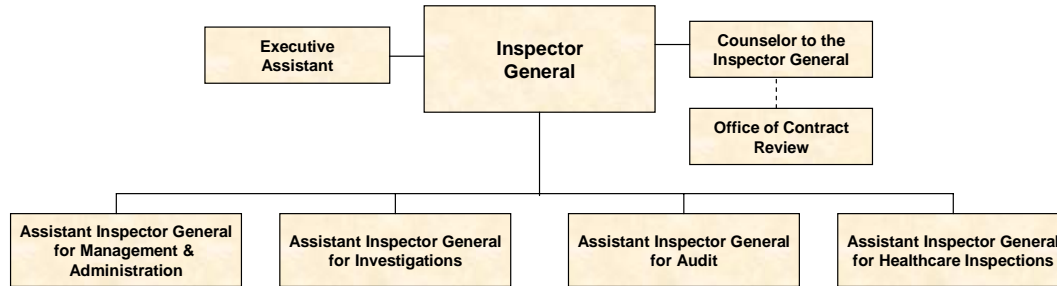 Executive
Assistant
Inspector
General
Counselor to the
Inspector General
Office of Contract
Review
Assistant Inspector General
for Management &
Administration
Assistant Inspector General
for Investigations
Assistant Inspector General
for Audit
Assistant Inspector General
for Healthcare Inspections